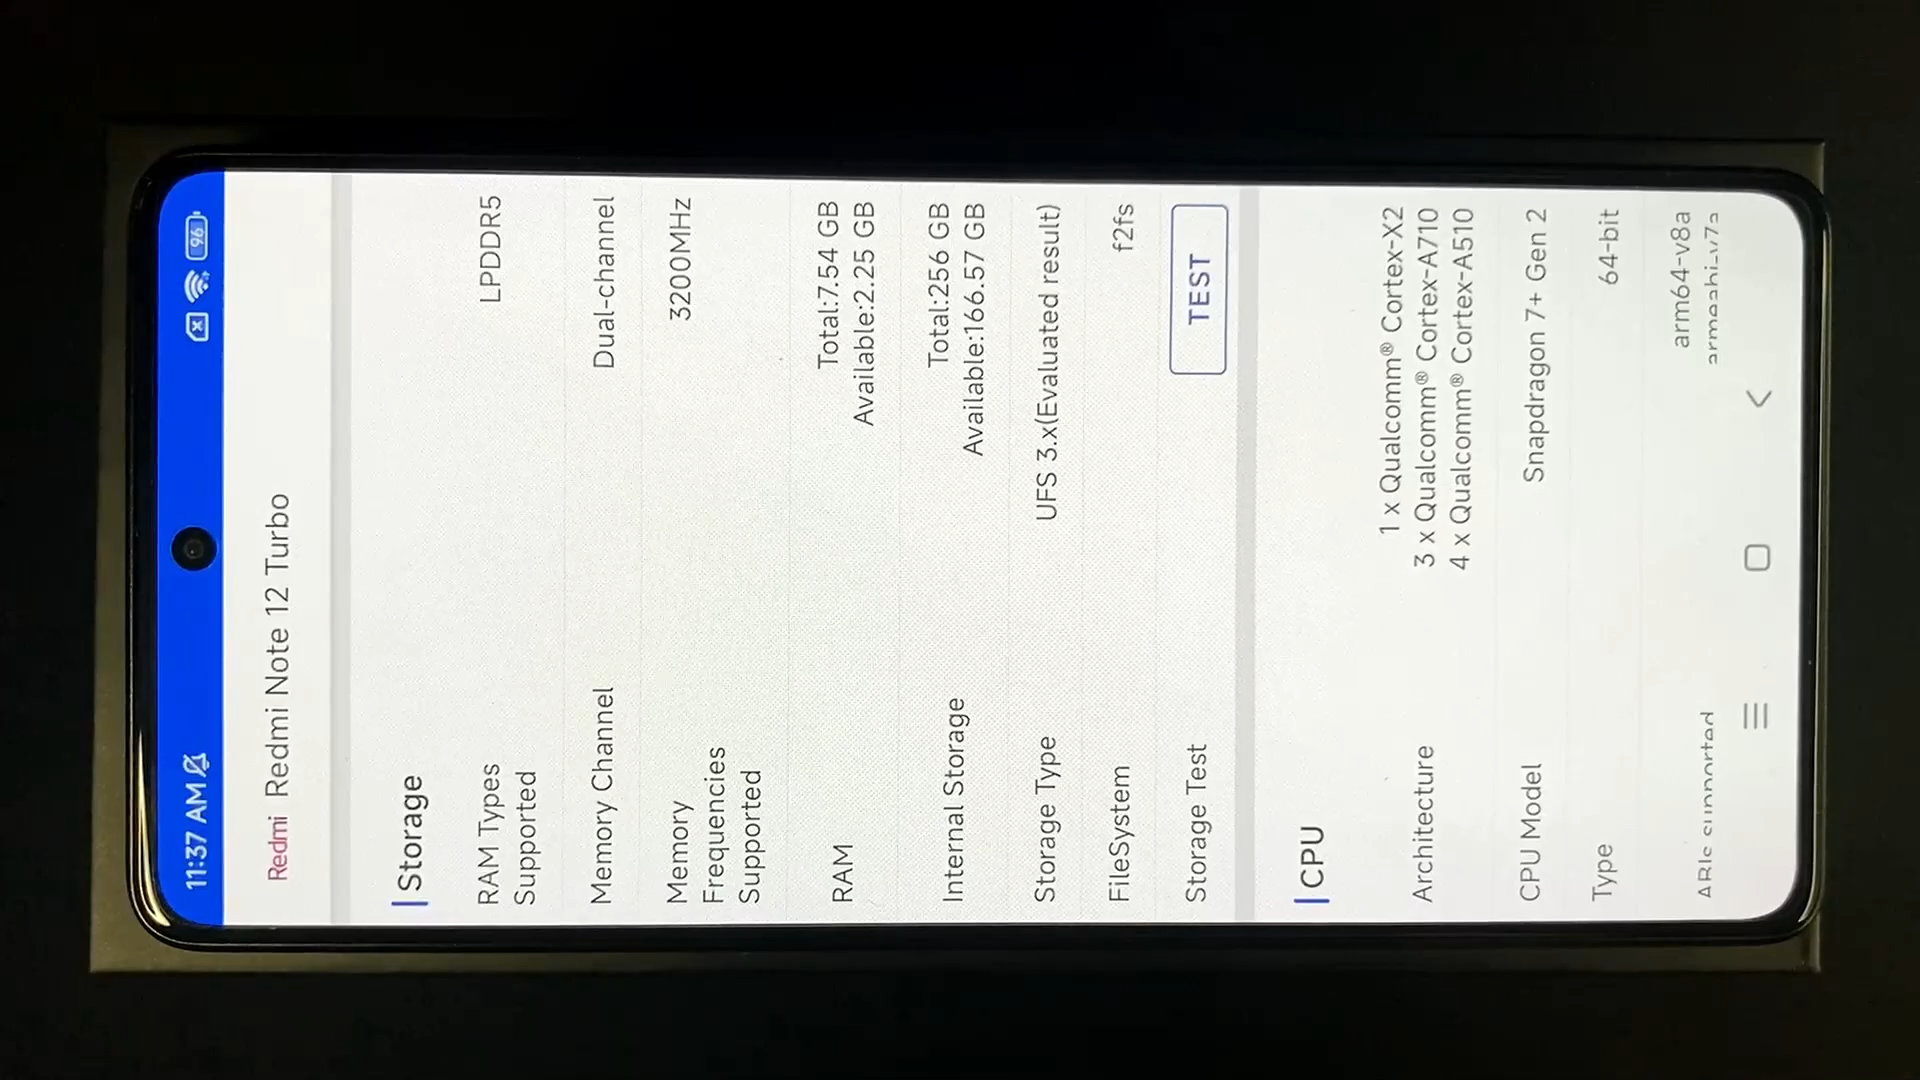 11:37 AM
96
Redmi Redmi Note 12 Turbo
Storage
RAM Types Supported LPDDR5
Memory Channel Dual-channel
Memory Frequencies Supported 3200MHz
RAM Total:7.54 GB
Available:2.25 GB
Internal Storage Total:256 GB
Available:166.57 GB
Storage Type UFS 3.x(Evaluated result)
FileSystem f2fs
Storage Test TEST
CPU
Architecture 1 x Qualcomm® Cortex-X2
3 x Qualcomm® Cortex-A710
4 x Qualcomm® Cortex-A510
CPU Model Snapdragon 7+ Gen 2
Type 64-bit
ABIs supported arm64-v8a
armeabi-v7a